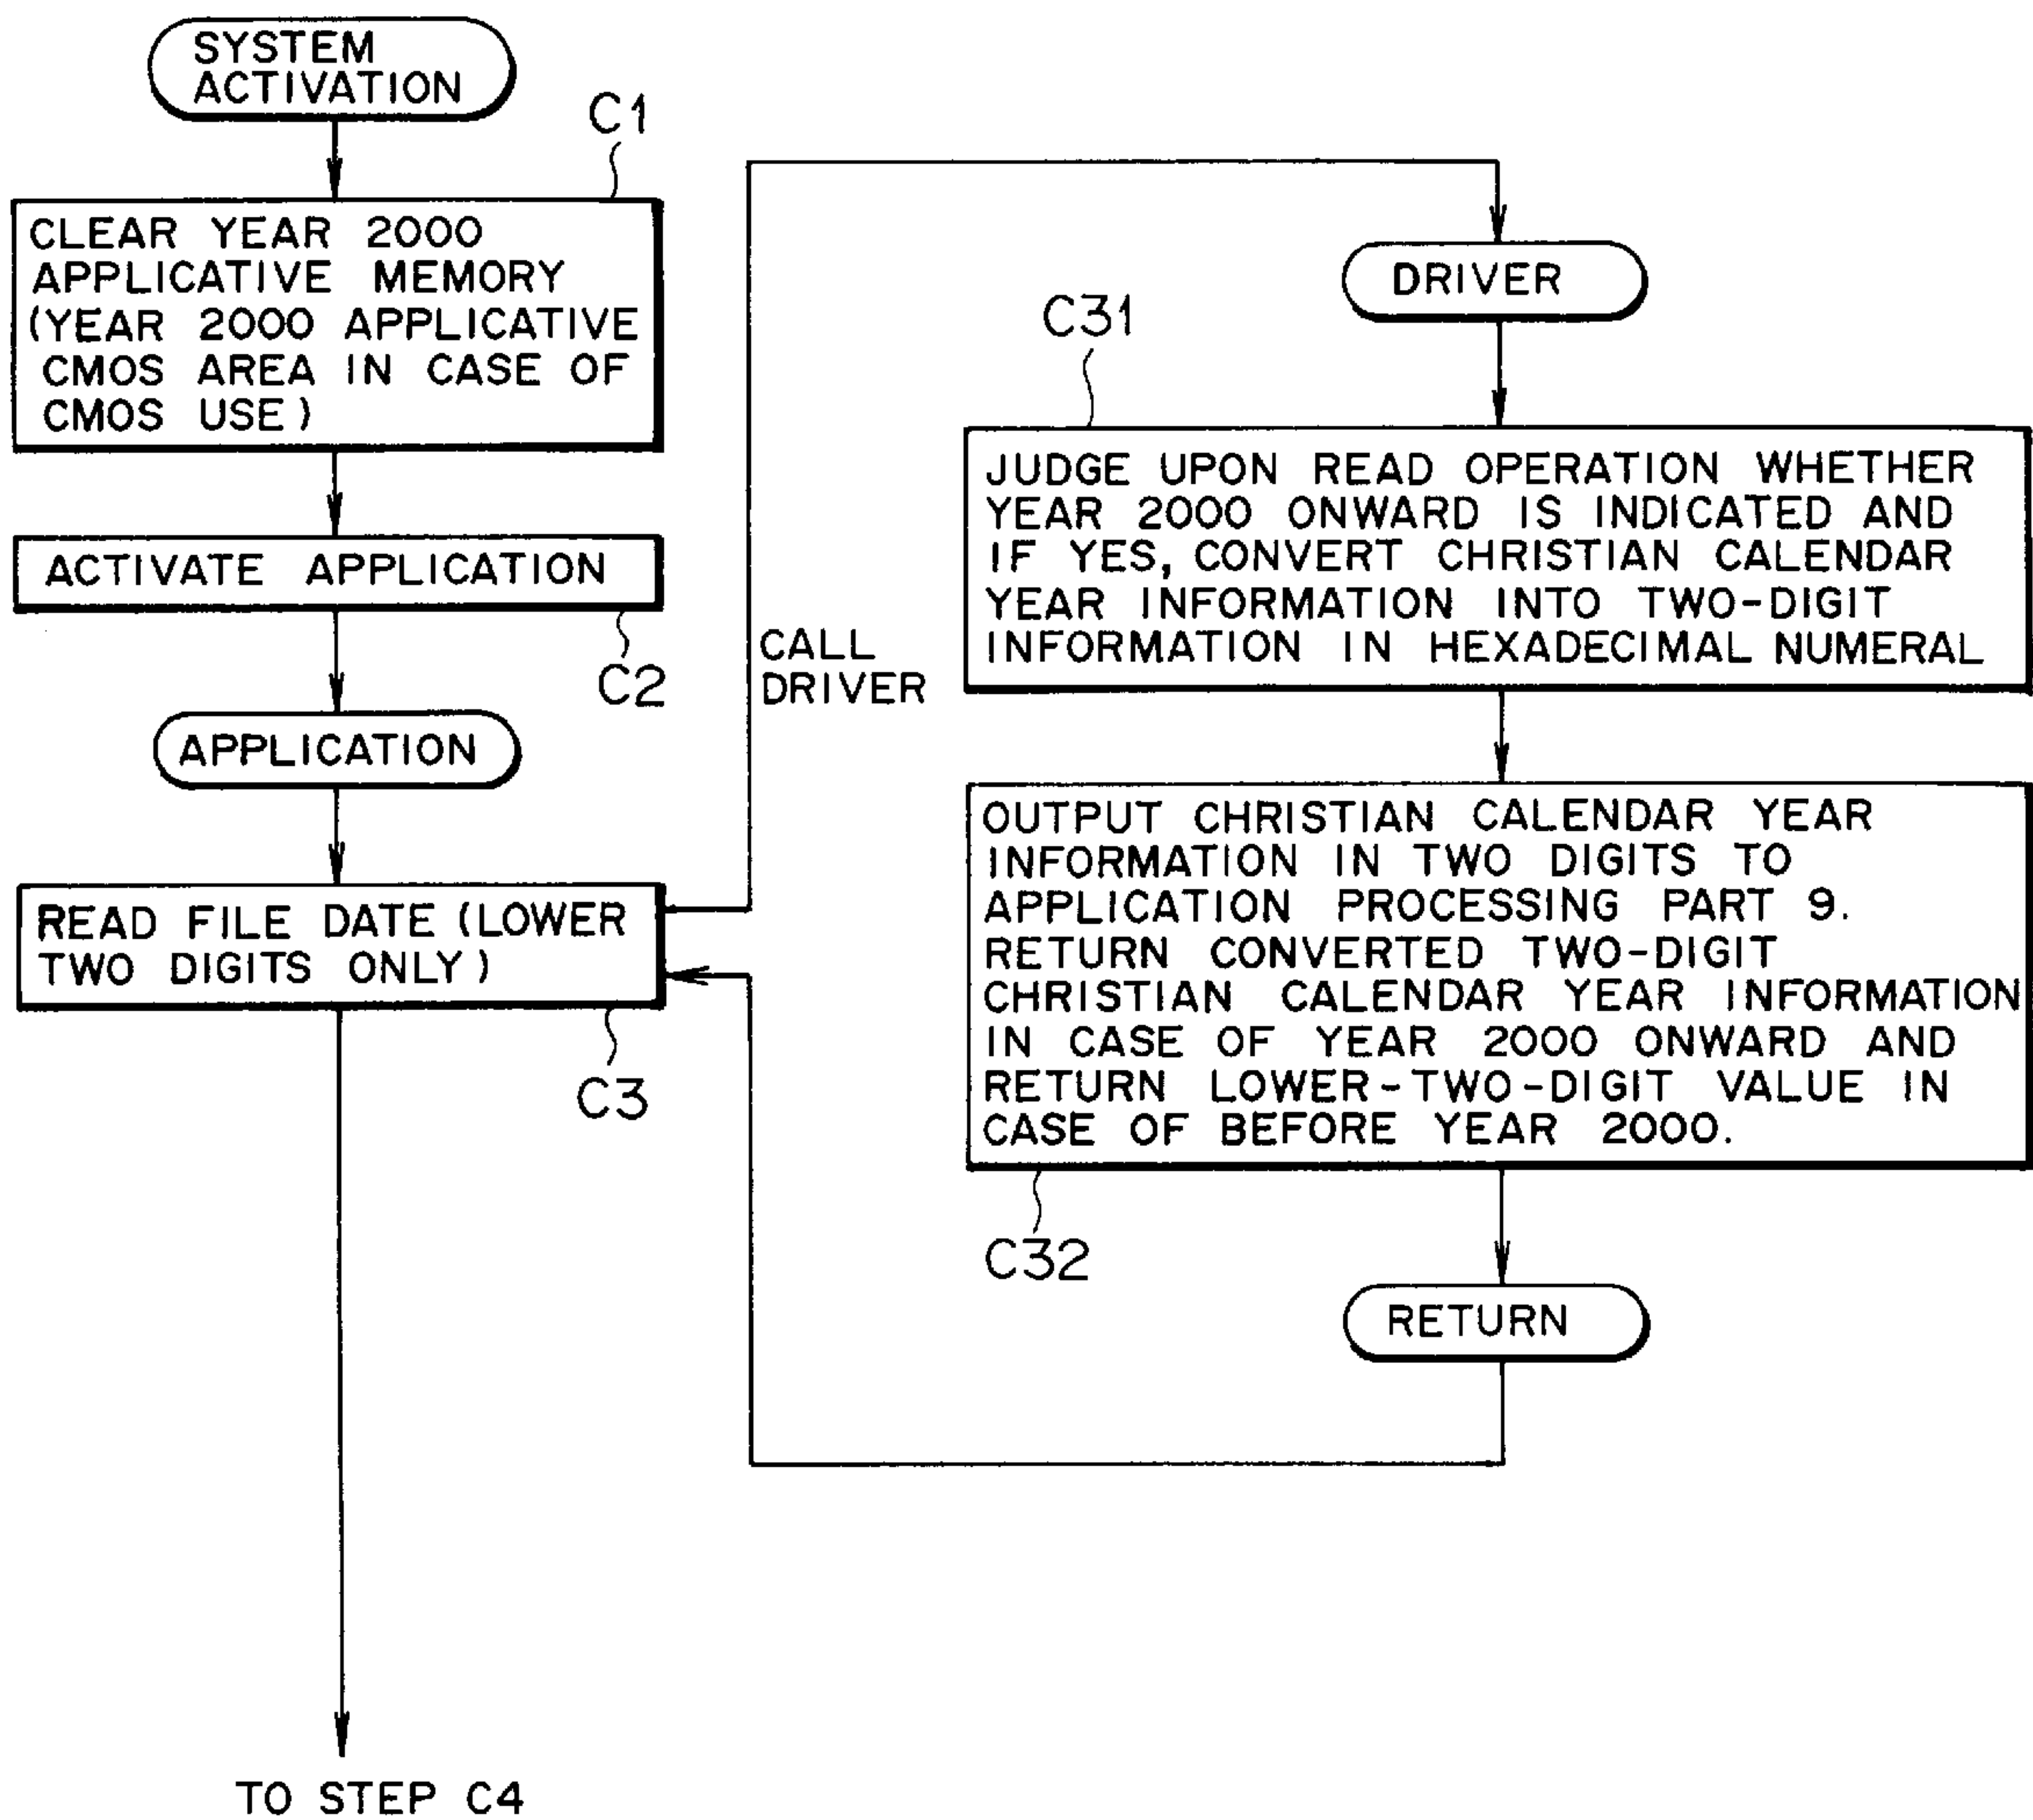 SYSTEM
ACTIVATION
C1
CLEAR YEAR 2000
APPLICATIVE MEMORY
(YEAR 2000 APPLICATIVE
CMOS AREA IN CASE OF
CMOS USE)
ACTIVATE APPLICATION
C2
APPLICATION
READ FILE DATE (LOWER
TWO DIGITS ONLY)
C3
TO STEP C4
CALL
DRIVER
DRIVER
C31
JUDGE UPON READ OPERATION WHETHER
YEAR 2000 ONWARD IS INDICATED AND
IF YES, CONVERT CHRISTIAN CALENDAR
YEAR INFORMATION INTO TWO-DIGIT
INFORMATION IN HEXADECIMAL NUMERAL
OUTPUT CHRISTIAN CALENDAR YEAR
INFORMATION IN TWO DIGITS TO
APPLICATION PROCESSING PART 9.
RETURN CONVERTED TWO-DIGIT
CHRISTIAN CALENDAR YEAR INFORMATION
IN CASE OF YEAR 2000 ONWARD AND
RETURN LOWER-TWO-DIGIT VALUE IN
CASE OF BEFORE YEAR 2000.
C32
RETURN